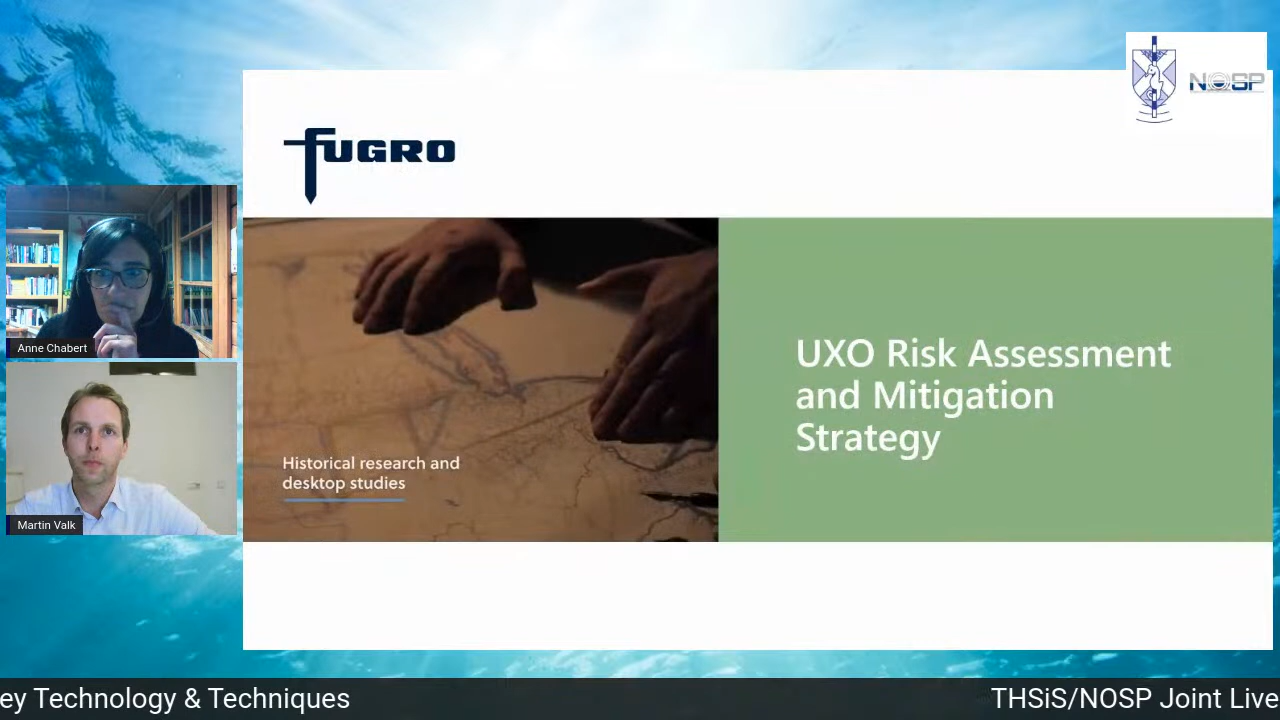 NOSP
FUGRO
UXO Risk Assessment
and Mitigation
Strategy
Historical research and
desktop studies
Anne Chabert
Martin Valk
ey Technology & Techniques
THSiS/NOSP Joint Live